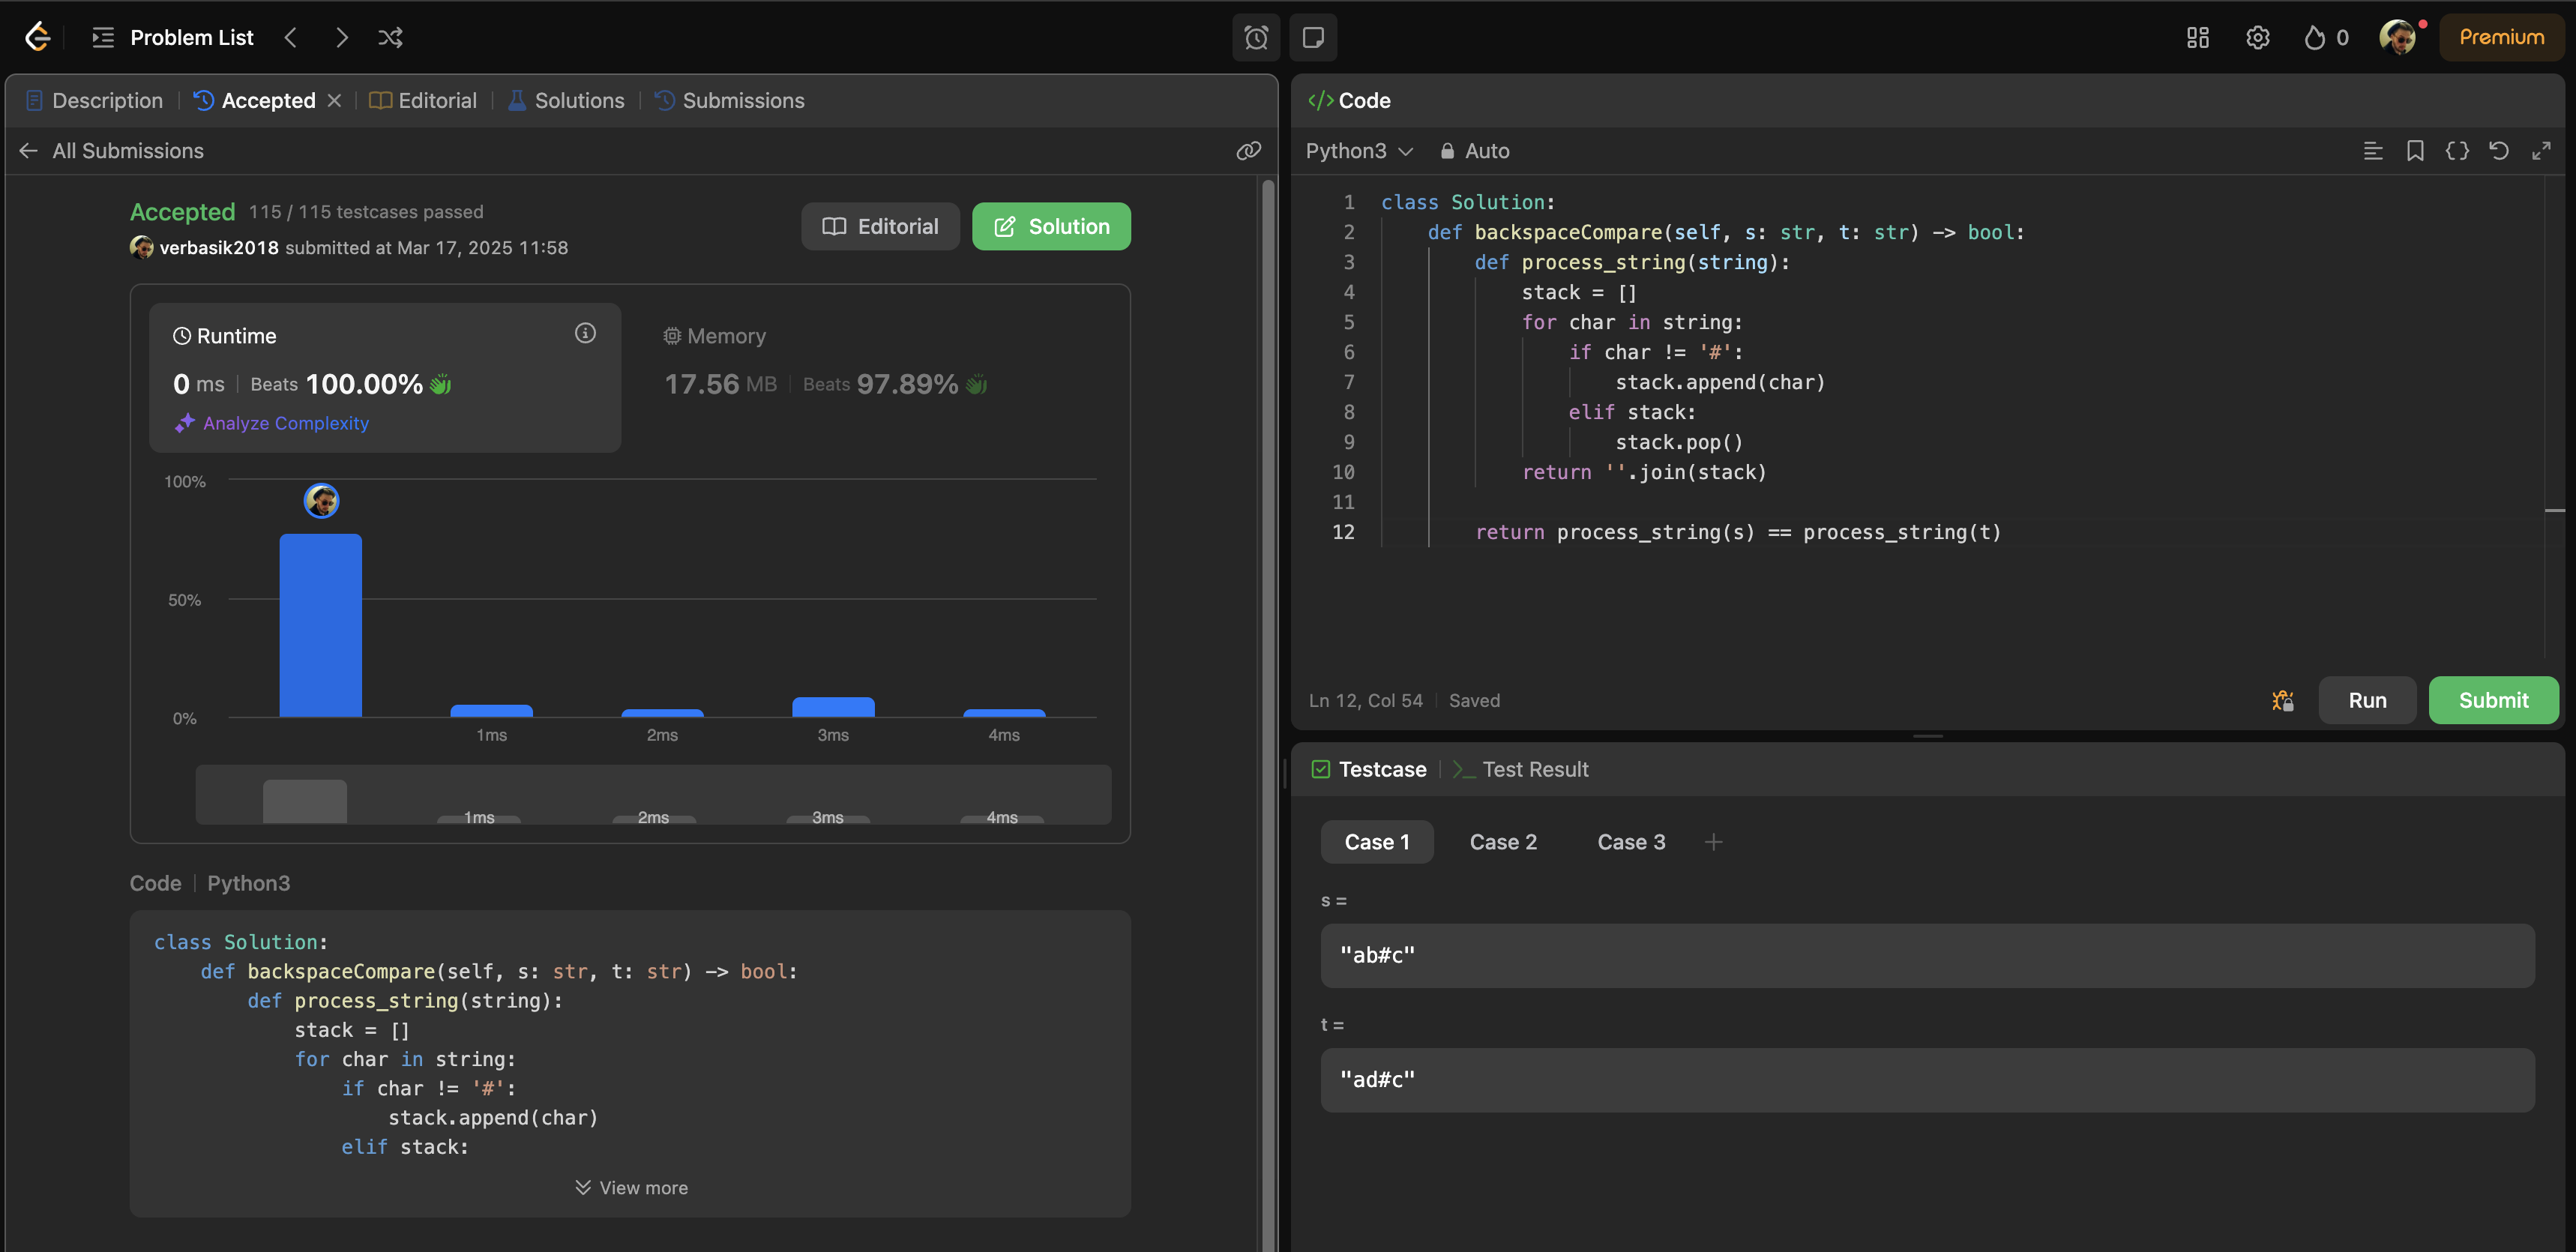 Problem List
0
Premium
Description
Accepted
Editorial
Solutions
Submissions
All Submissions
Accepted 115 / 115 testcases passed
verbasik2018 submitted at Mar 17, 2025 11:58
Editorial
Solution
Runtime
0 ms
Beats 100.00%
Analyze Complexity
Memory
17.56 MB
Beats 97.89%
100%
50%
0%
1ms
2ms
3ms
4ms
1ms
2ms
3ms
4ms
Code
Python3
class Solution:
    def backspaceCompare(self, s: str, t: str) -> bool:
        def process_string(string):
            stack = []
            for char in string:
                if char != '#':
                    stack.append(char)
                elif stack:
View more
</> Code
Python3
Auto
1 class Solution:
2     def backspaceCompare(self, s: str, t: str) -> bool:
3         def process_string(string):
4             stack = []
5             for char in string:
6                 if char != '#':
7                     stack.append(char)
8                 elif stack:
9                     stack.pop()
10             return ''.join(stack)
11
12         return process_string(s) == process_string(t)
Ln 12, Col 54
Saved
Run
Submit
Testcase
>_ Test Result
Case 1
Case 2
Case 3
+
s =
"ab#c"
t =
"ad#c"